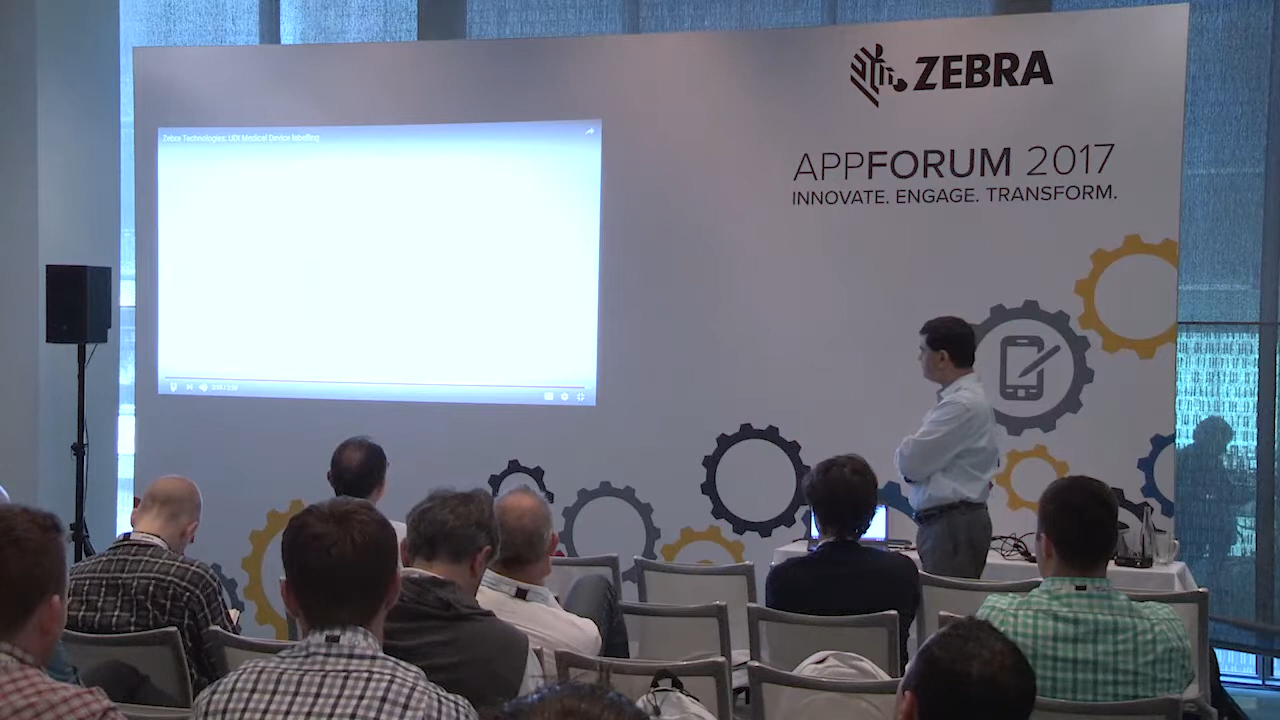 ZEBRA
Zebra Technologies: UDI Medical Device labelling
APPFORUM 2017
INNOVATE. ENGAGE. TRANSFORM.